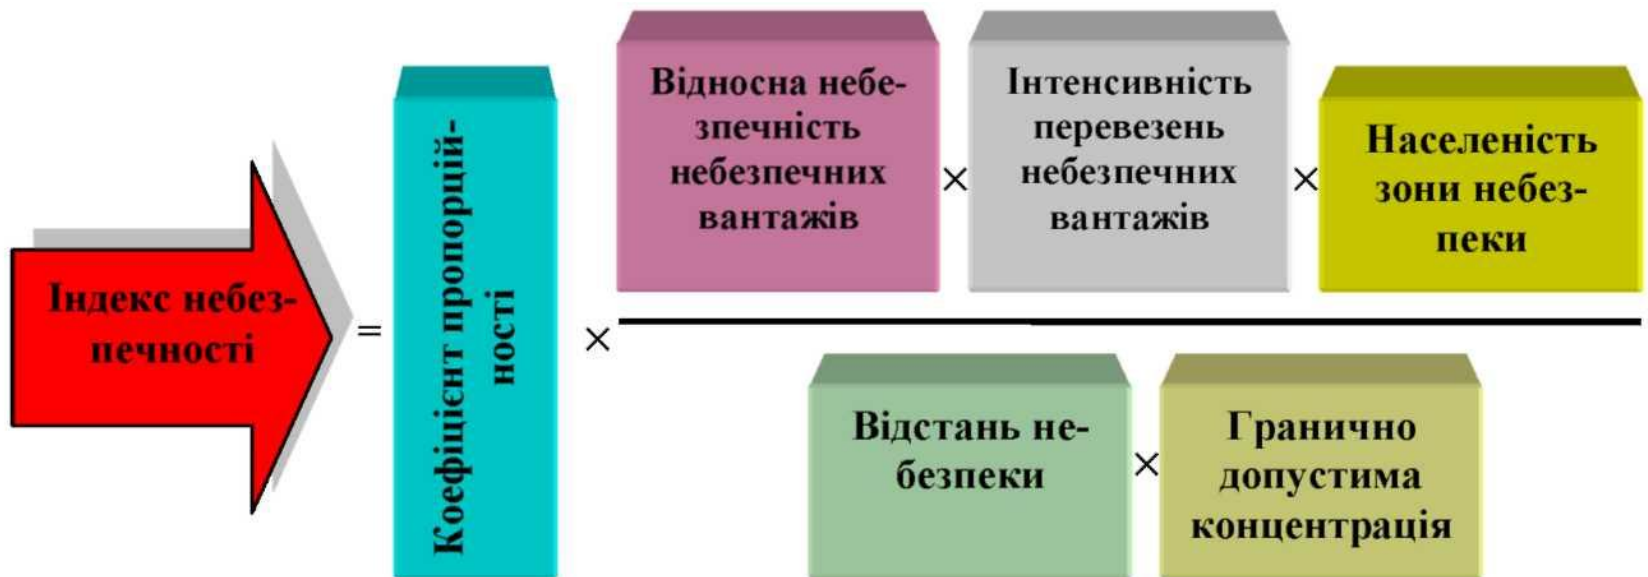 Індекс небез-
печності
=
Коефіцієнт пропорцій-
ності
×
Відносна небе-
зпечність
небезпечних
вантажів
×
Інтенсивність
перевезень
небезпечних
вантажів
×
Населеність
зони небез-
пеки
Відстань не-
безпеки
×
Гранично
допустима
концентрація